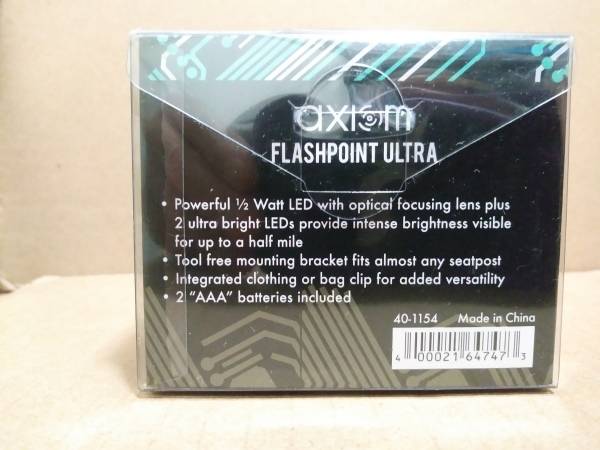 axiom
FLASHPOINT ULTRA
• Powerful ½ Watt LED with optical focusing lens plus
2 ultra bright LEDs provide intense brightness visible
for up to a half mile
• Tool free mounting bracket fits almost any seatpost
• Integrated clothing or bag clip for added versatility
• 2 “AAA” batteries included
40-1154 Made in China
4 00021 64747 3